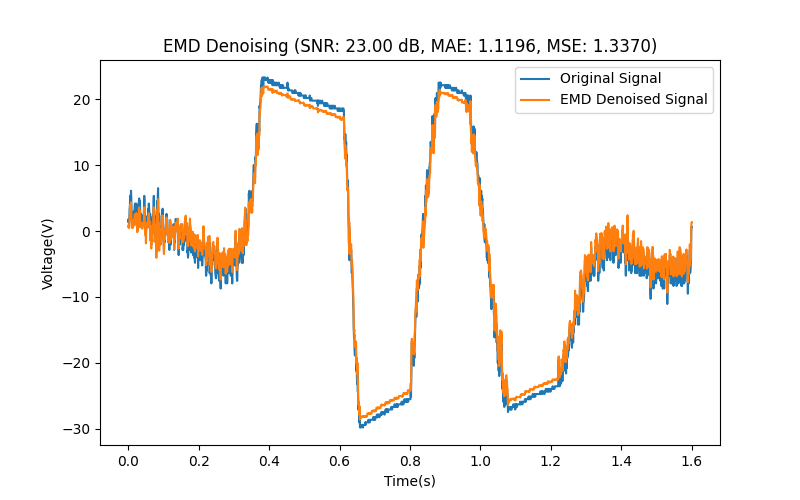 EMD Denoising (SNR: 23.00 dB, MAE: 1.1196, MSE: 1.3370)
Original Signal
EMD Denoised Signal
20
10
0
−10
−20
−30
Voltage(V)
0.0 0.2 0.4 0.6 0.8 1.0 1.2 1.4 1.6
Time(s)